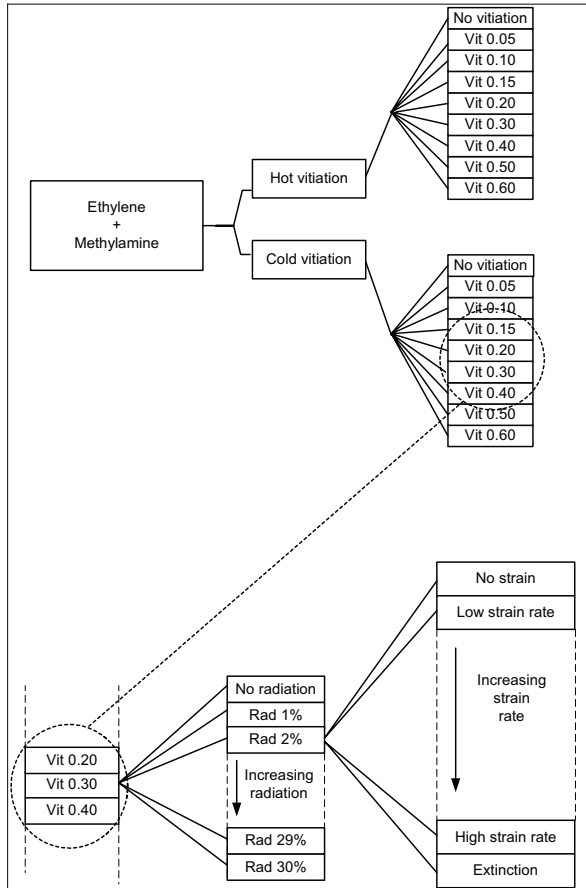 No vitiation
Vit 0.05
Vit 0.10
Vit 0.15
Vit 0.20
Vit 0.30
Vit 0.40
Vit 0.50
Vit 0.60
Hot vitiation
Ethylene
+
Methylamine
Cold vitiation
No vitiation
Vit 0.05
Vit 0.10
Vit 0.15
Vit 0.20
Vit 0.30
Vit 0.40
Vit 0.50
Vit 0.60
Vit 0.20
Vit 0.30
Vit 0.40
No radiation
Rad 1%
Rad 2%
Increasing
radiation
Rad 29%
Rad 30%
No strain
Low strain rate
Increasing
strain
rate
High strain rate
Extinction